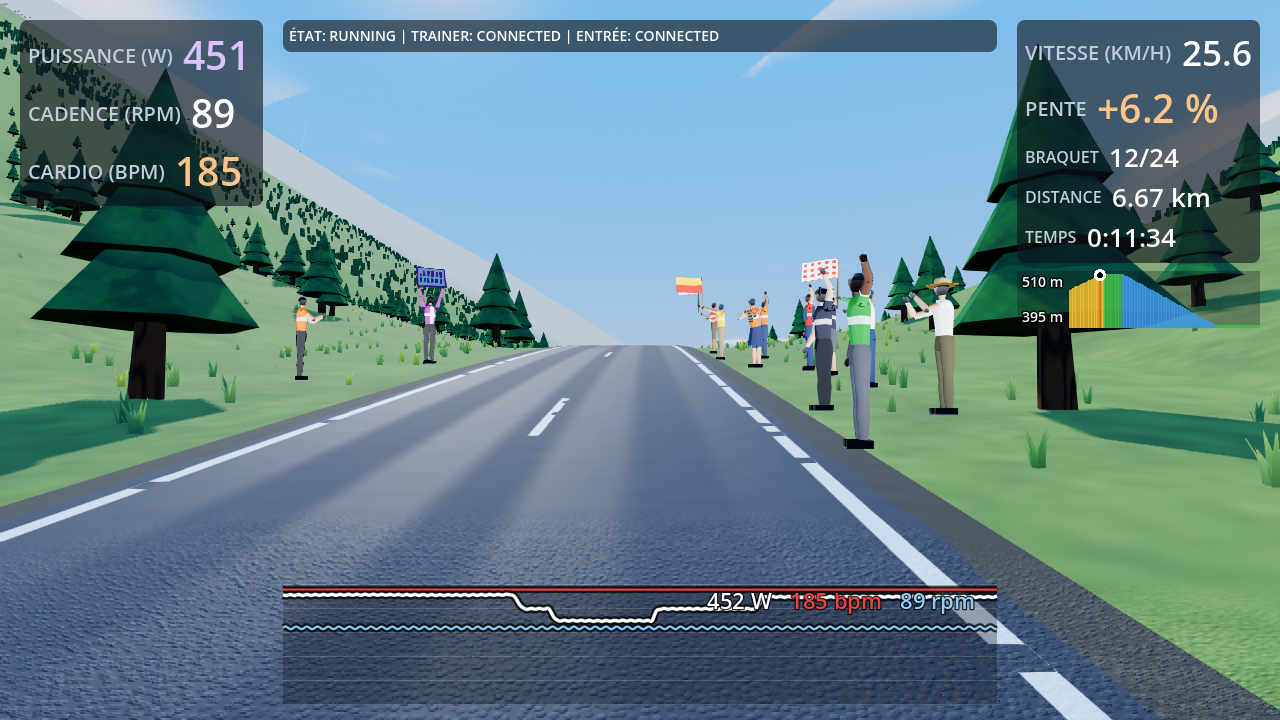 ÉTAT: RUNNING | TRAINER: CONNECTED | ENTRÉE: CONNECTED
PUISSANCE (W) 451
CADENCE (RPM) 89
CARDIO (BPM) 185
VITESSE (KM/H) 25.6
PENTE +6.2 %
BRAQUET 12/24
DISTANCE 6.67 km
TEMPS 0:11:34
510 m
395 m
452 W 185 bpm 89 rpm